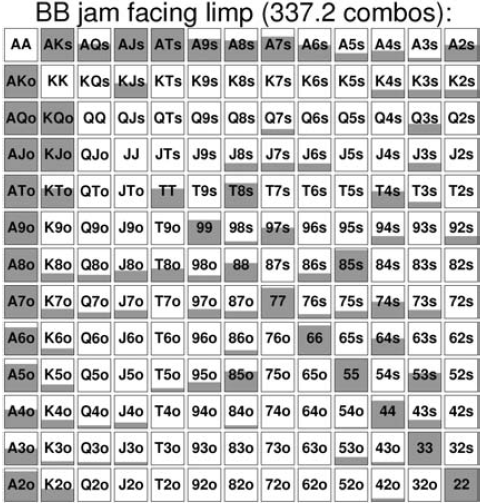 BB jam facing limp (337.2 combos):
AA AKs AQs AJs ATs A9s A8s A7s A6s A5s A4s A3s A2s
AKo KK KQs KJs KTs K9s K8s K7s K6s K5s K4s K3s K2s
AQo KQo QQ QJs QTs Q9s Q8s Q7s Q6s Q5s Q4s Q3s Q2s
AJo KJo QJo JJ JTs J9s J8s J7s J6s J5s J4s J3s J2s
ATo KTo QTo JTo TT T9s T8s T7s T6s T5s T4s T3s T2s
A9o K9o Q9o J9o T9o 99 98s 97s 96s 95s 94s 93s 92s
A8o K8o Q8o J8o T8o 98o 88 87s 86s 85s 84s 83s 82s
A7o K7o Q7o J7o T7o 97o 87o 77 76s 75s 74s 73s 72s
A6o K6o Q6o J6o T6o 96o 86o 76o 66 65s 64s 63s 62s
A5o K5o Q5o J5o T5o 95o 85o 75o 65o 55 54s 53s 52s
A4o K4o Q4o J4o T4o 94o 84o 74o 64o 54o 44 43s 42s
A3o K3o Q3o J3o T3o 93o 83o 73o 63o 53o 43o 33 32s
A2o K2o Q2o J2o T2o 92o 82o 72o 62o 52o 42o 32o 22